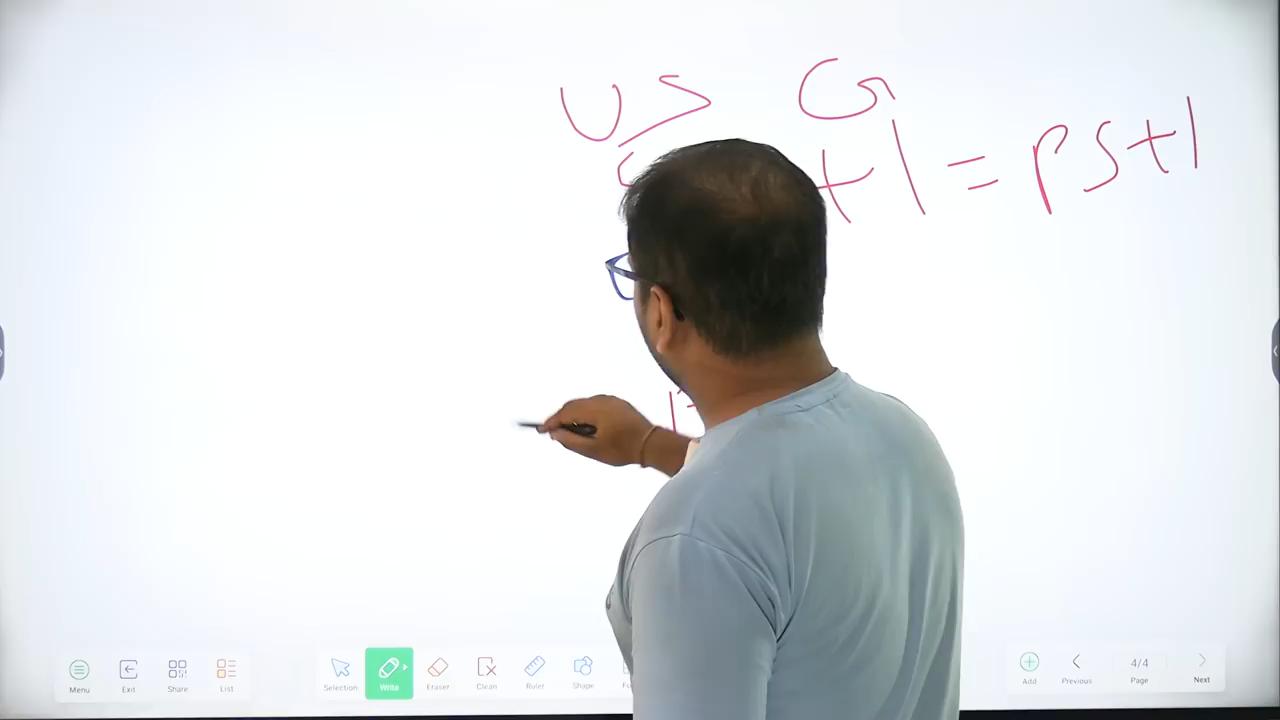 US G
+1 = PS+1
Menu Exit Share List Selection Write Eraser Clean Ruler Shape Add Previous 4/4 Page Next